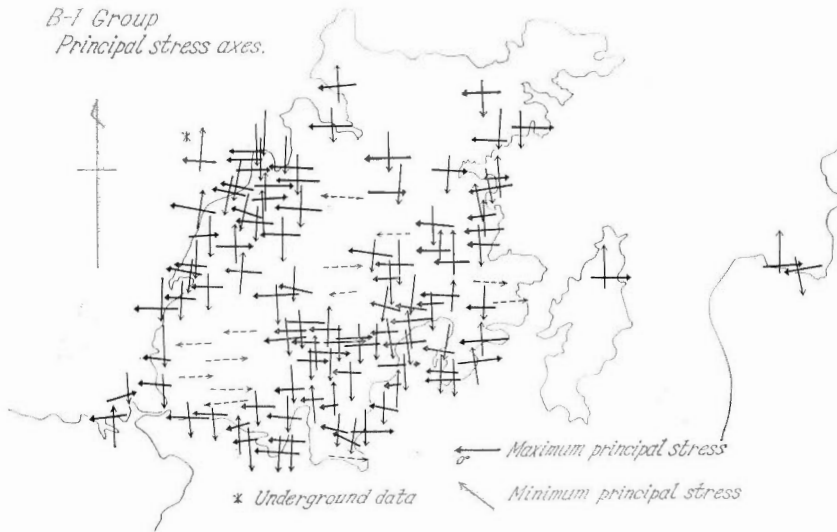 B-1 Group
Principal stress axes.
*
Maximum principal stress
σ
Minimum principal stress
* Underground data